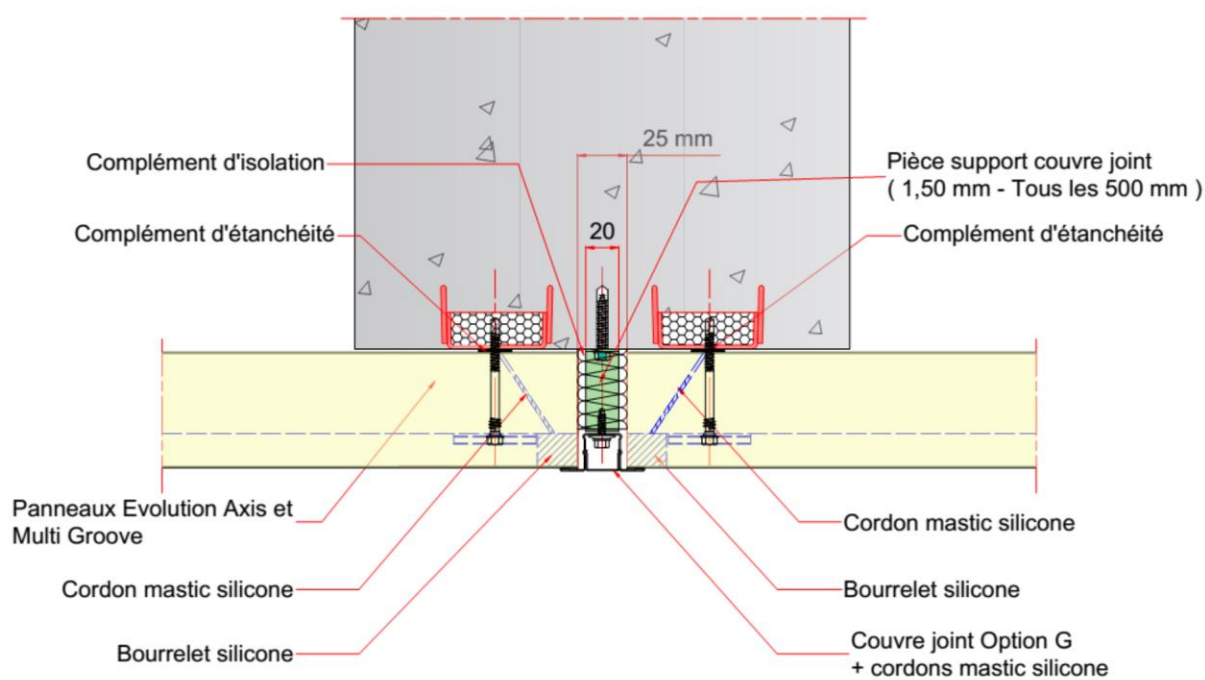 25 mm
Complément d'isolation
Pièce support couvre joint
( 1,50 mm - Tous les 500 mm )
Complément d'étanchéité
20
Complément d'étanchéité
Panneaux Evolution Axis et
Multi Groove
Cordon mastic silicone
Cordon mastic silicone
Bourrelet silicone
Bourrelet silicone
Couvre joint Option G
+ cordons mastic silicone